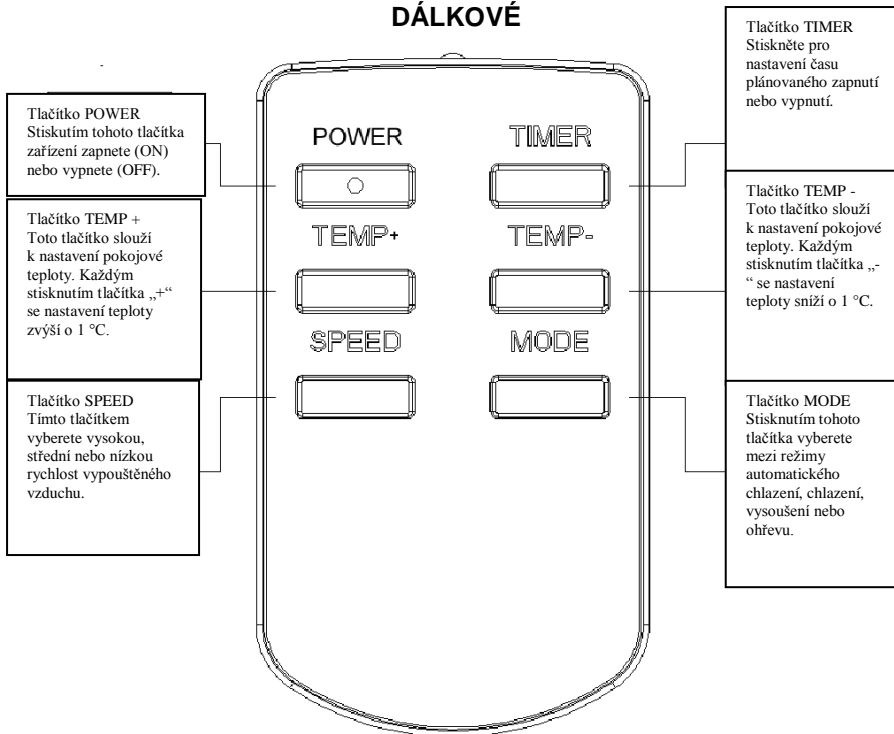 DÁLKOVÉ
Tlačítko POWER
Stiskutím tohoto tlačítka
zařízení zapnete (ON)
nebo vypnete (OFF).
Tlačítko TEMP +
Toto tlačítko slouží
k nastavení pokojové
teploty. Každým
stisknutím tlačítka „+“
se nastavení teploty
zvýší o 1 °C.
Tlačítko SPEED
Tímto tlačítkem
vyberete vysokou,
střední nebo nízkou
rychlost vypouštěného
vzduchu.
POWER TIMER
TEMP+ TEMP-
SPEED MODE
Tlačítko TIMER
Stiskněte pro
nastavení času
plánovaného zapnutí
nebo vypnutí.
Tlačítko TEMP -
Toto tlačítko slouží
k nastavení pokojové
teploty. Každým
stisknutím tlačítka „-
“ se nastavení
teploty sníží o 1 °C.
Tlačítko MODE
Stisknutím tohoto
tlačítka vyberete
mezi režimy
automatického
chlazení, chlazení,
vysoušení nebo
ohřevu.